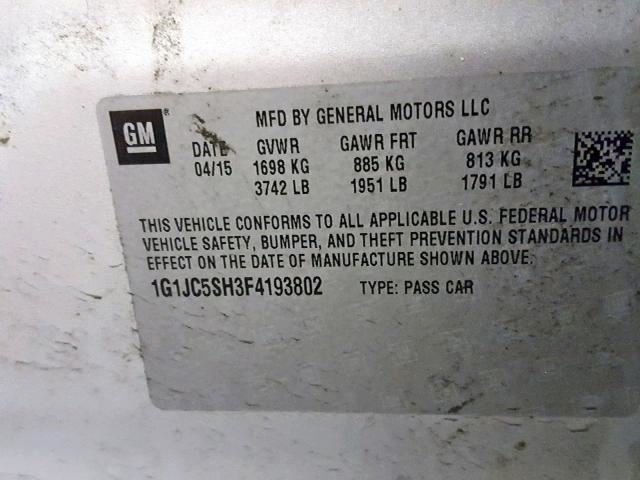 GM ®
MFD BY GENERAL MOTORS LLC
DATE GVWR GAWR FRT GAWR RR
04/15 1698 KG 885 KG 813 KG
3742 LB 1951 LB 1791 LB
THIS VEHICLE CONFORMS TO ALL APPLICABLE U.S. FEDERAL MOTOR
VEHICLE SAFETY, BUMPER, AND THEFT PREVENTION STANDARDS IN
EFFECT ON THE DATE OF MANUFACTURE SHOWN ABOVE.
1G1JC5SH3F4193802 TYPE: PASS CAR